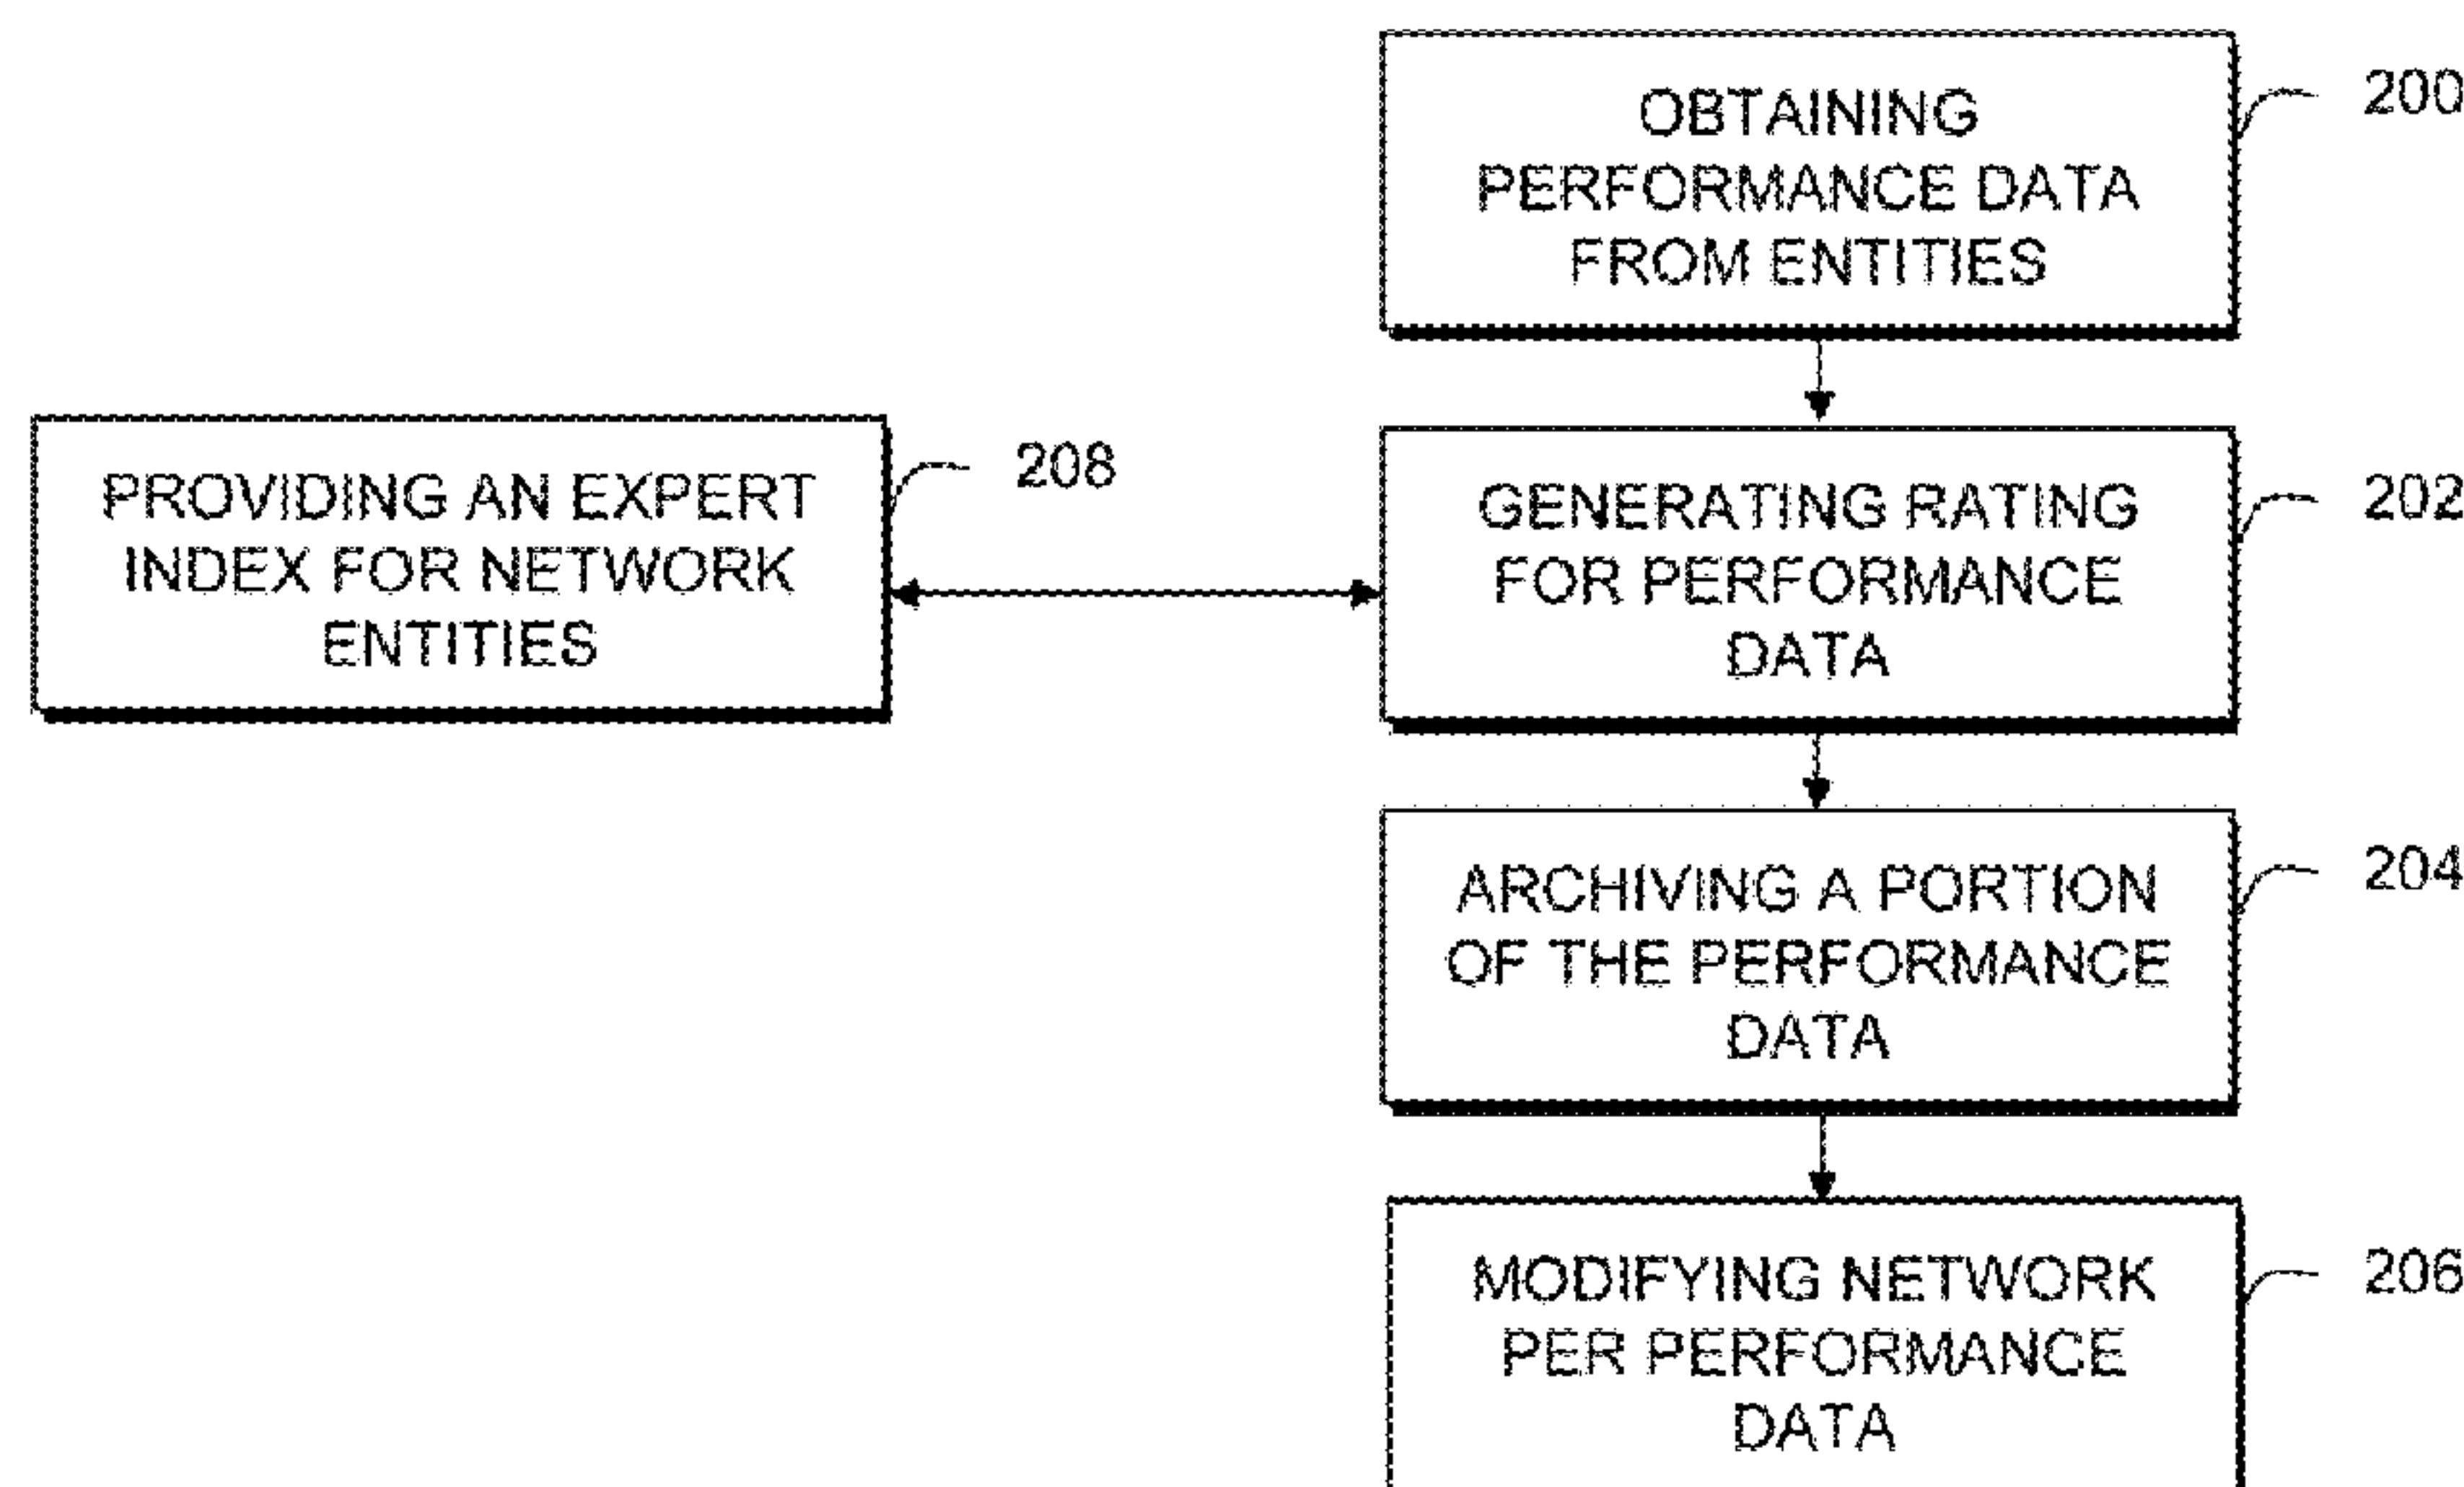 OBTAINING
PERFORMANCE DATA
FROM ENTITIES
200
PROVIDING AN EXPERT
INDEX FOR NETWORK
ENTITIES
208
GENERATING RATING
FOR PERFORMANCE
DATA
202
ARCHIVING A PORTION
OF THE PERFORMANCE
DATA
204
MODIFYING NETWORK
PER PERFORMANCE
DATA
206